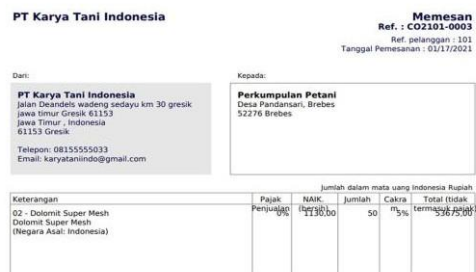 PT Karya Tani Indonesia
Memesan
Ref. : CO2101-0003
Ref. pelanggan : 101
Tanggal Pemesanan : 01/17/2021
Dari:
Kepada:
PT Karya Tani Indonesia
Jalan Deandels wadeng sedayu km 30 gresik
jawa timur Gresik 61153
Jawa Timur , Indonesia
61153 Gresik
Telepon: 08155555033
Email: karyataniindo@gmail.com
Perkumpulan Petani
Desa Pandansari, Brebes
52276 Brebes
Jumlah dalam mata uang Indonesia Rupiah
Keterangan Pajak Penjualan NAIK. (bersih) Jumlah Cakra m Total (tidak termasuk pajak)
02 - Dolomit Super Mesh 0% 1130,00 50 5% 53675,00
Dolomit Super Mesh
(Negara Asal: Indonesia)